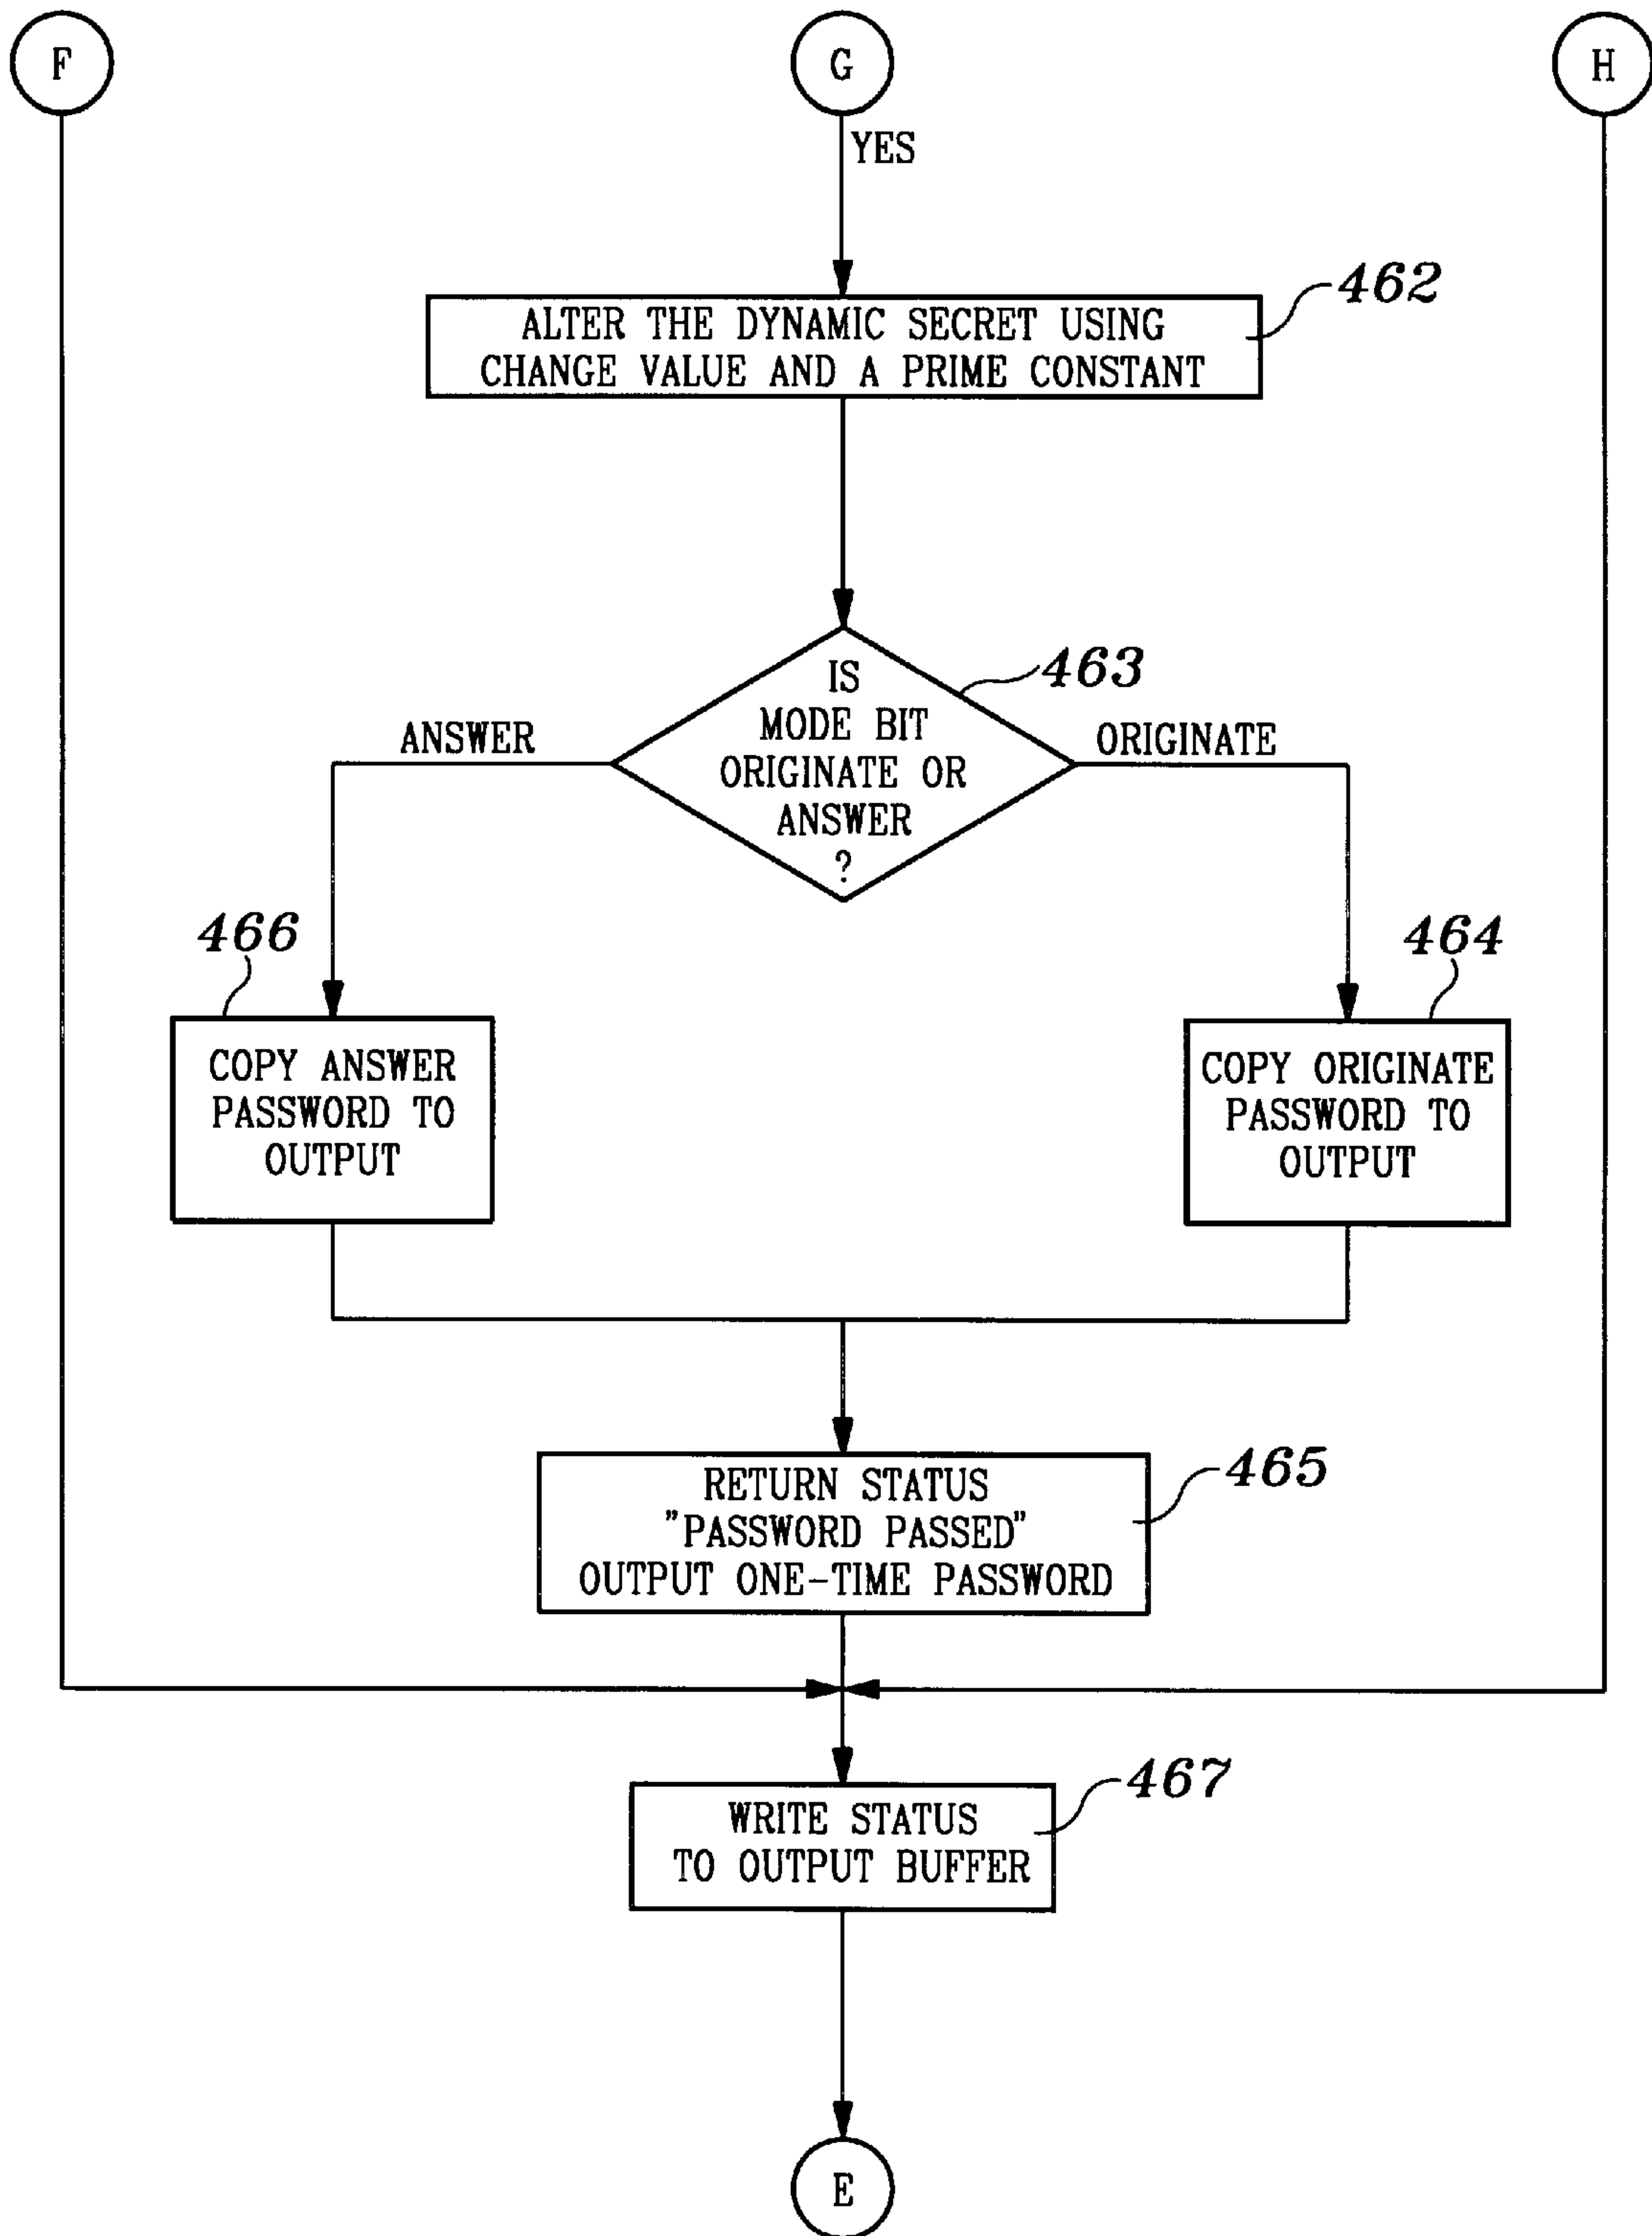 F
G
H
YES
462
ALTER THE DYNAMIC SECRET USING
CHANGE VALUE AND A PRIME CONSTANT
463
IS
MODE BIT
ORIGINATE OR
ANSWER
?
ANSWER
ORIGINATE
466
464
COPY ANSWER
PASSWORD TO
OUTPUT
COPY ORIGINATE
PASSWORD TO
OUTPUT
465
RETURN STATUS
"PASSWORD PASSED"
OUTPUT ONE-TIME PASSWORD
467
WRITE STATUS
TO OUTPUT BUFFER
E